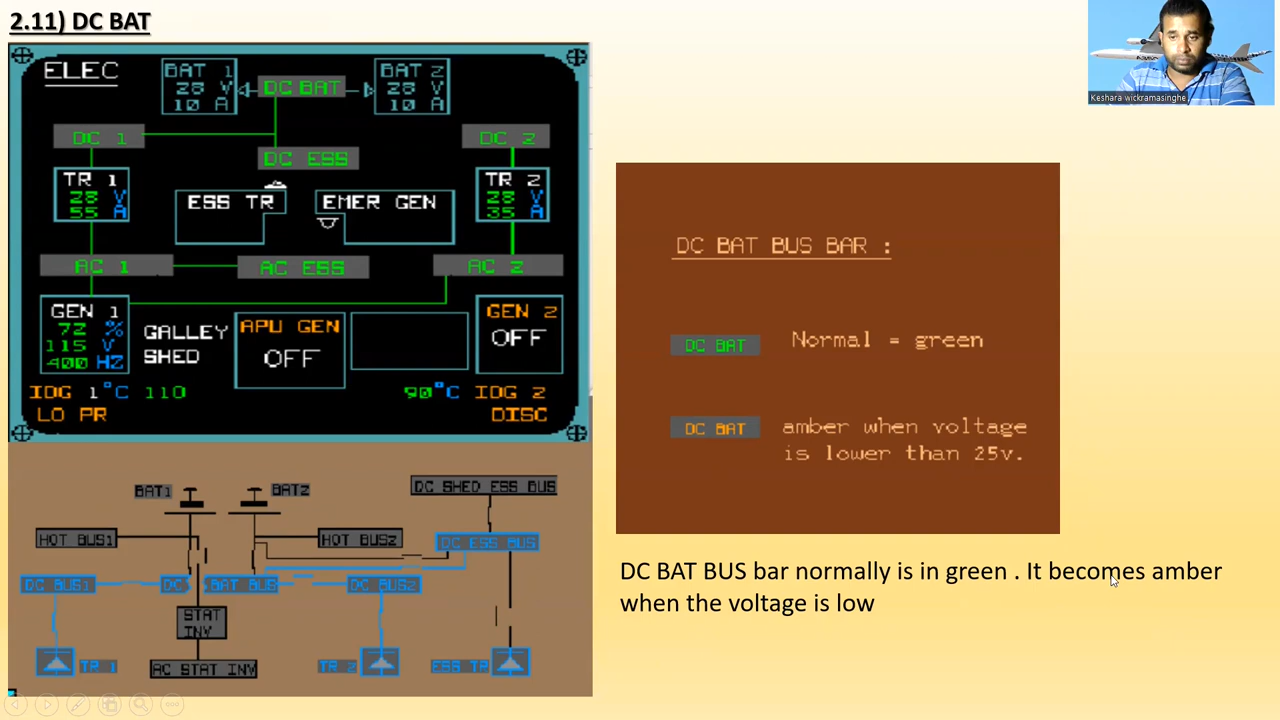 2.11) DC BAT
ELEC
BAT 1
28 V
10 A
DC BAT
BAT 2
28 V
10 A
DC 1
DC 2
DC ESS
TR 1
28 V
55 A
ESS TR
EMER GEN
TR 2
28 V
35 A
AC 1
AC ESS
AC 2
GEN 1
72 %
115 V
400 HZ
GALLEY
SHED
APU GEN
OFF
GEN 2
OFF
IDG 1 °C 110
LO PR
90 °C IDG 2
DISC
BAT1
BAT2
DC SHED ESS BUS
HOT BUS1
HOT BUS2
DC ESS BUS
DC BUS1
DC
BAT BUS
DC BUS2
STAT
INV
TR 1
AC STAT INV
TR 2
ESS TR
Keshara wickramasinghe
DC BAT BUS BAR :
DC BAT Normal = green
DC BAT amber when voltage
is lower than 25v.
DC BAT BUS bar normally is in green . It becomes amber
when the voltage is low